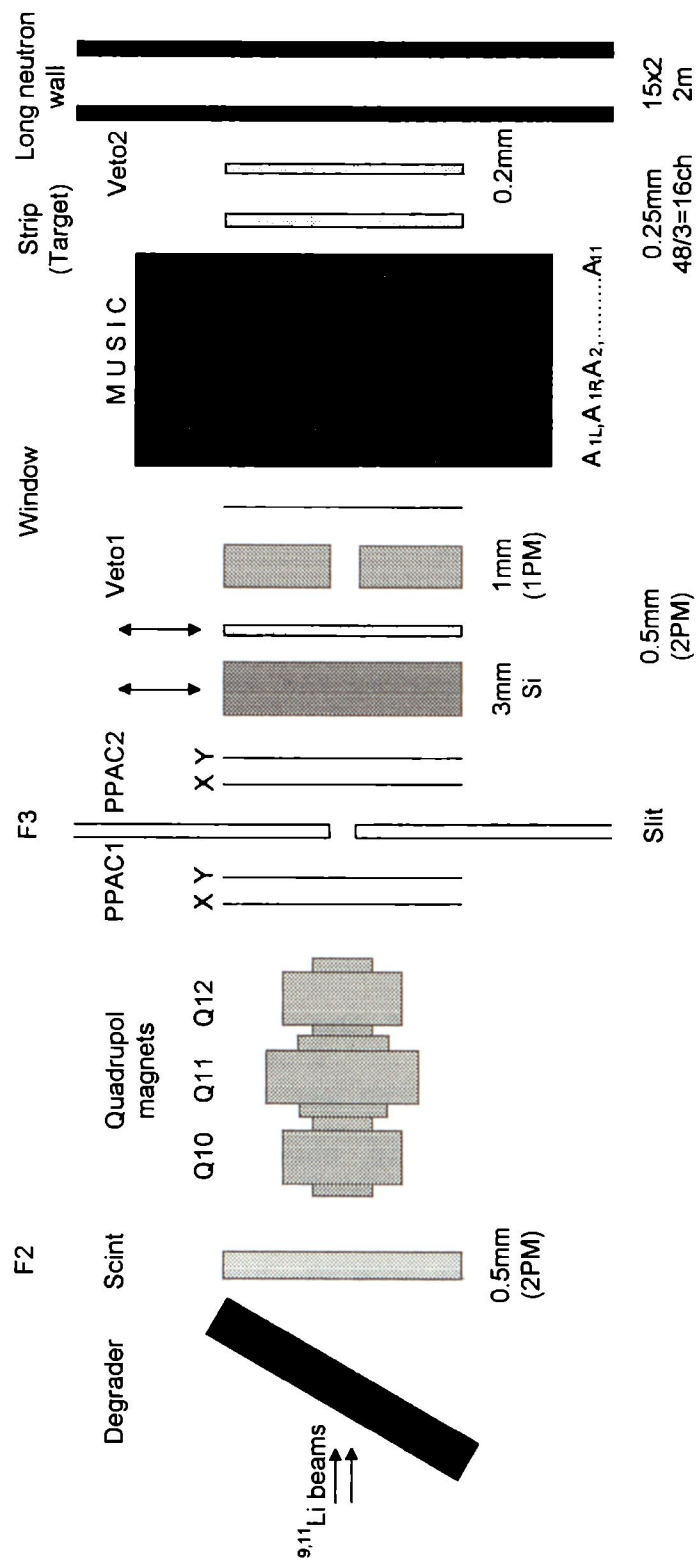 F2
F3
Degrader
Scint
Quadrupol
magnets
PPAC1
PPAC2
Veto1
Window
M U S I C
Strip
(Target)
Veto2
Long neutron
wall
Q10
Q11
Q12
X Y
X Y
9,11Li beams
0.5mm
(2PM)
Slit
3mm
Si
0.5mm
(2PM)
1mm
(1PM)
A1L,A1R,A2,.........A11
0.25mm
48/3=16ch
0.2mm
15x2
2m